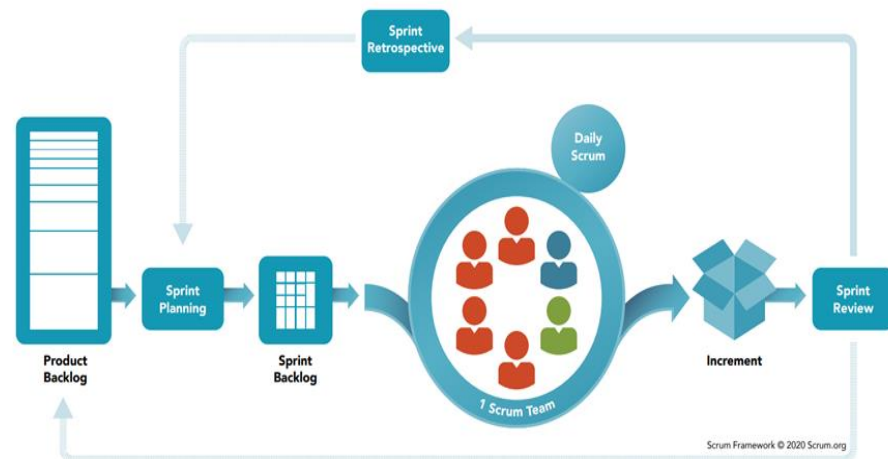 Sprint
Retrospective
Daily
Scrum
Sprint
Planning
Sprint
Review
Product
Backlog
Sprint
Backlog
Increment
1 Scrum Team
Scrum Framework © 2020 Scrum.org